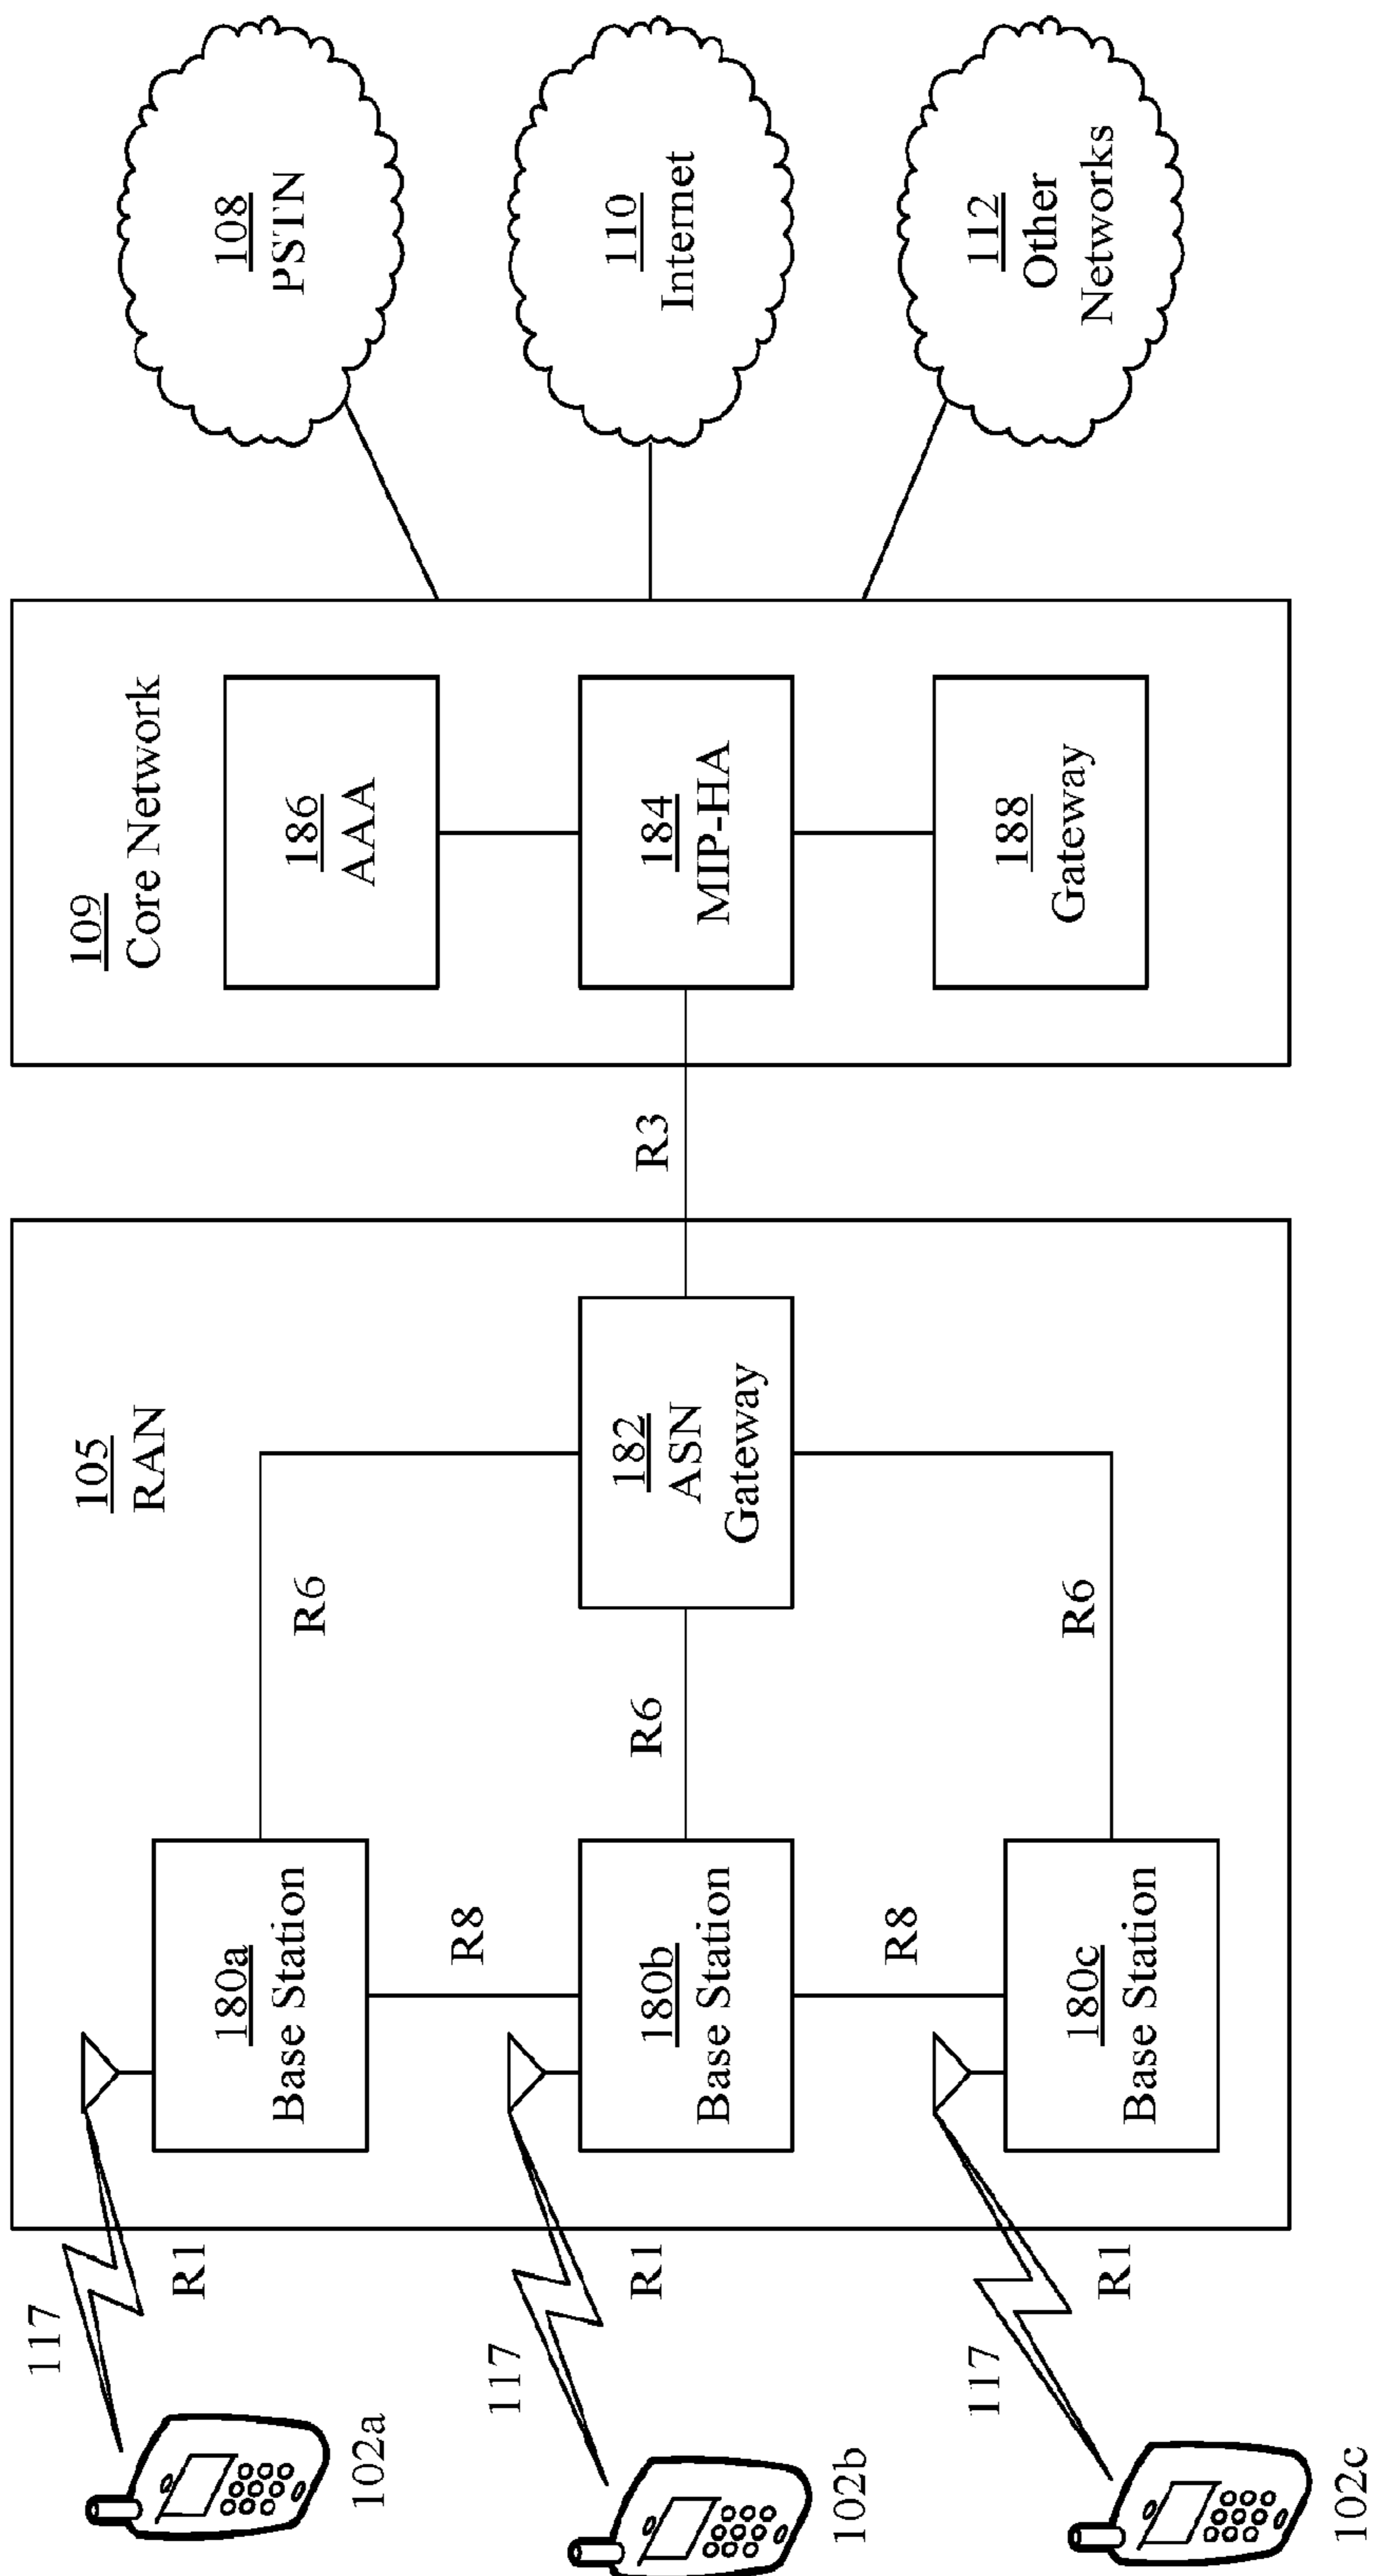 117
102a
R1
180a
Base Station
R6
105
RAN
R8
117
102b
R1
180b
Base Station
R6
182
ASN
Gateway
R8
117
102c
R1
180c
Base Station
R6
R3
109
Core Network
186
AAA
184
MIP-HA
188
Gateway
108
PSTN
110
Internet
112
Other
Networks